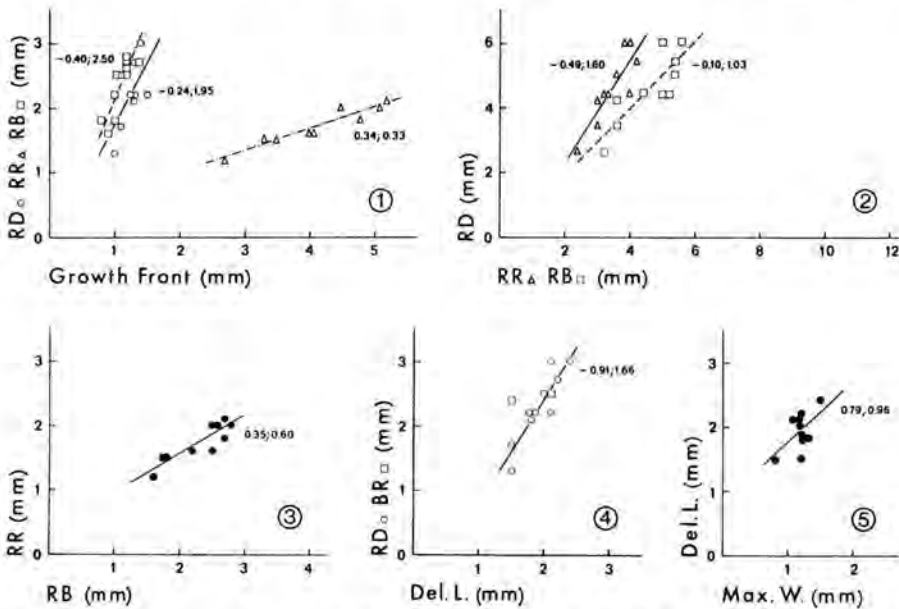 3
2
1
0
RD○ RR△ RB□ (mm)
−0.40; 2.50
−0.24; 1.95
0.34; 0.33
①
1 2 3 4 5
Growth Front (mm)
6
4
2
0
RD (mm)
−0.49; 1.60
−0.10; 1.03
②
2 4 6 8 10 12
RR△ RB□ (mm)
3
2
1
0
RR (mm)
0.35; 0.60
③
1 2 3 4
RB (mm)
3
2
1
0
RD○ BR□ (mm)
−0.91; 1.66
④
1 2 3
Del. L. (mm)
3
2
1
0
Del. L. (mm)
0.79, 0.96
⑤
1 2
Max. W. (mm)